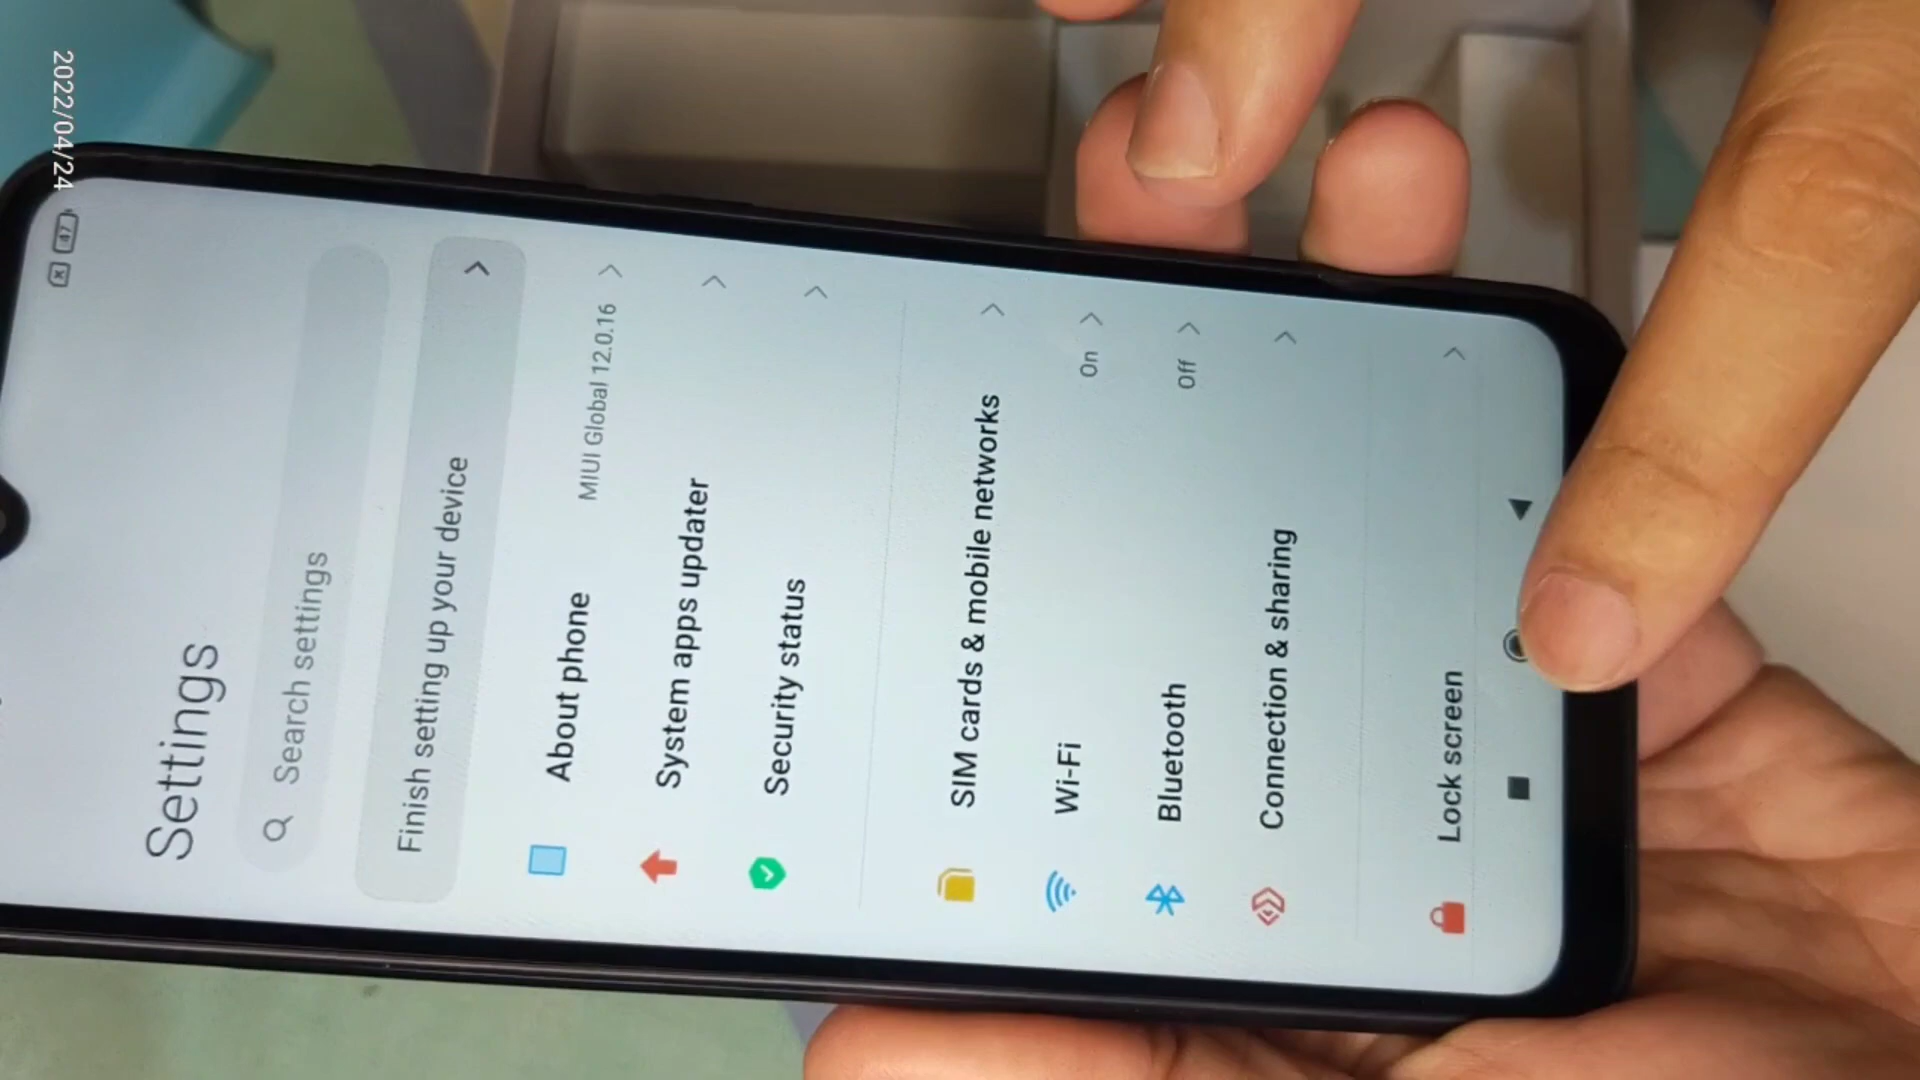 2022/04/24
47
Settings
Search settings
Finish setting up your device
About phone
MIUI Global 12.0.16
System apps updater
Security status
SIM cards & mobile networks
Wi-Fi
On
Bluetooth
Off
Connection & sharing
Lock screen